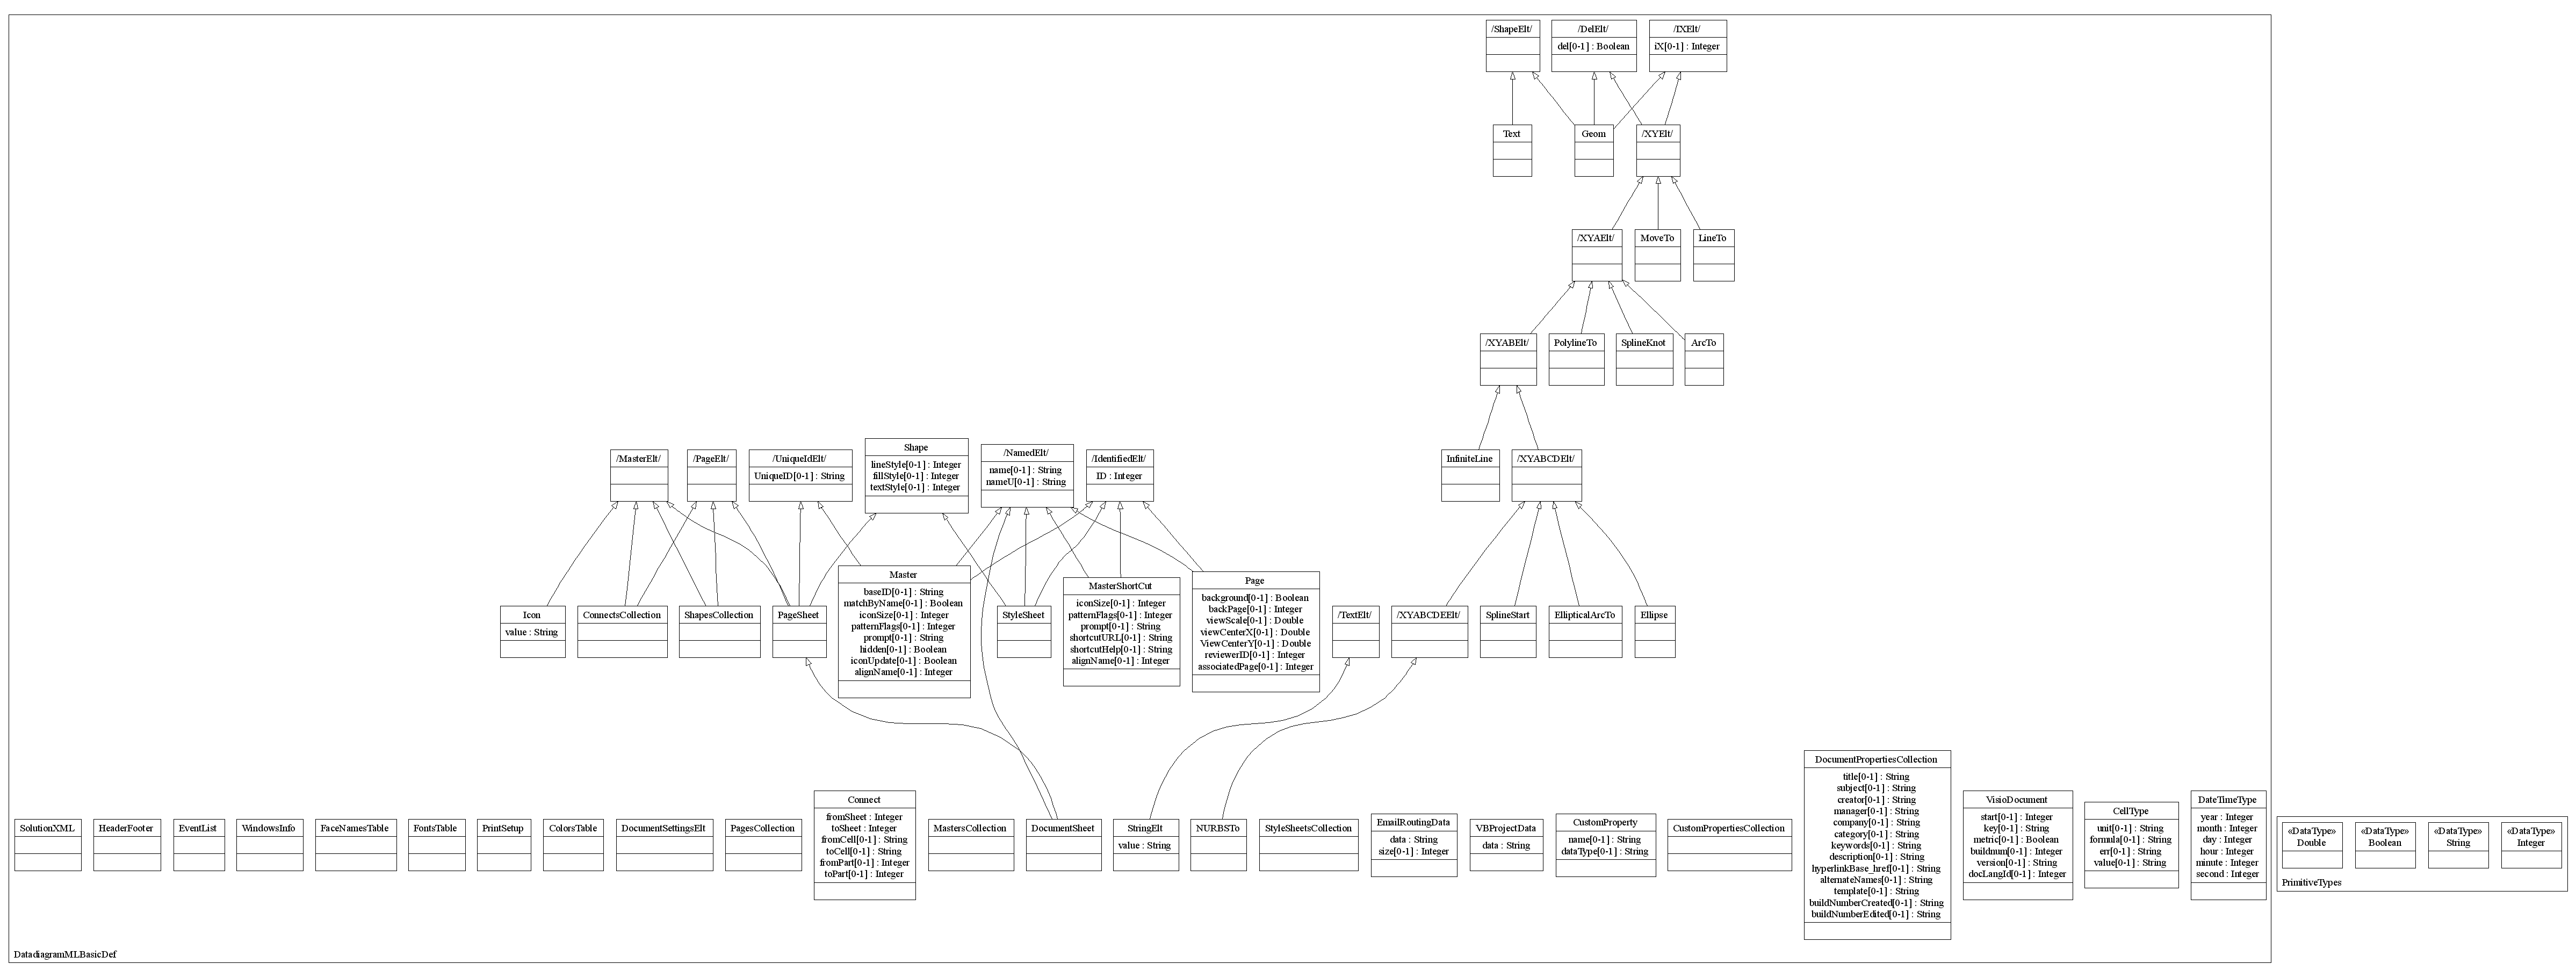 /ShapeElt/
/DelElt/
del[0-1] : Boolean
/IXElt/
iX[0-1] : Integer
Text
Geom
/XYElt/
/XYAElt/
MoveTo
LineTo
/XYABElt/
PolylineTo
SplineKnot
ArcTo
/MasterElt/
/PageElt/
/UniqueIdElt/
UniqueID[0-1] : String
Shape
lineStyle[0-1] : Integer
fillStyle[0-1] : Integer
textStyle[0-1] : Integer
/NamedElt/
name[0-1] : String
nameU[0-1] : String
/IdentifiedElt/
ID : Integer
InfiniteLine
/XYABCDElt/
Icon
value : String
ConnectsCollection
ShapesCollection
PageSheet
Master
baseID[0-1] : String
matchByName[0-1] : Boolean
iconSize[0-1] : Integer
patternFlags[0-1] : Integer
prompt[0-1] : String
hidden[0-1] : Boolean
iconUpdate[0-1] : Boolean
alignName[0-1] : Integer
StyleSheet
MasterShortCut
iconSize[0-1] : Integer
patternFlags[0-1] : Integer
prompt[0-1] : String
shortcutURL[0-1] : String
shortcutHelp[0-1] : String
alignName[0-1] : Integer
Page
background[0-1] : Boolean
backPage[0-1] : Integer
viewScale[0-1] : Double
viewCenterX[0-1] : Double
ViewCenterY[0-1] : Double
reviewerID[0-1] : Integer
associatedPage[0-1] : Integer
/TextElt/
/XYABCDEElt/
SplineStart
EllipticalArcTo
Ellipse
SolutionXML
HeaderFooter
EventList
WindowsInfo
FaceNamesTable
FontsTable
PrintSetup
ColorsTable
DocumentSettingsElt
PagesCollection
Connect
fromSheet : Integer
toSheet : Integer
fromCell[0-1] : String
toCell[0-1] : String
fromPart[0-1] : Integer
toPart[0-1] : Integer
MastersCollection
DocumentSheet
StringElt
value : String
NURBSTo
StyleSheetsCollection
EmailRoutingData
data : String
size[0-1] : Integer
VBProjectData
data : String
CustomProperty
name[0-1] : String
dataType[0-1] : String
CustomPropertiesCollection
DocumentPropertiesCollection
title[0-1] : String
subject[0-1] : String
creator[0-1] : String
manager[0-1] : String
company[0-1] : String
category[0-1] : String
keywords[0-1] : String
description[0-1] : String
hyperlinkBase_href[0-1] : String
alternateNames[0-1] : String
template[0-1] : String
buildNumberCreated[0-1] : String
buildNumberEdited[0-1] : String
VisioDocument
start[0-1] : Integer
key[0-1] : String
metric[0-1] : Boolean
buildnum[0-1] : Integer
version[0-1] : String
docLangId[0-1] : Integer
CellType
unit[0-1] : String
formula[0-1] : String
err[0-1] : String
value[0-1] : String
DateTimeType
year : Integer
month : Integer
day : Integer
hour : Integer
minute : Integer
second : Integer
DatadiagramMLBasicDef
«DataType»
Double
«DataType»
Boolean
«DataType»
String
«DataType»
Integer
PrimitiveTypes